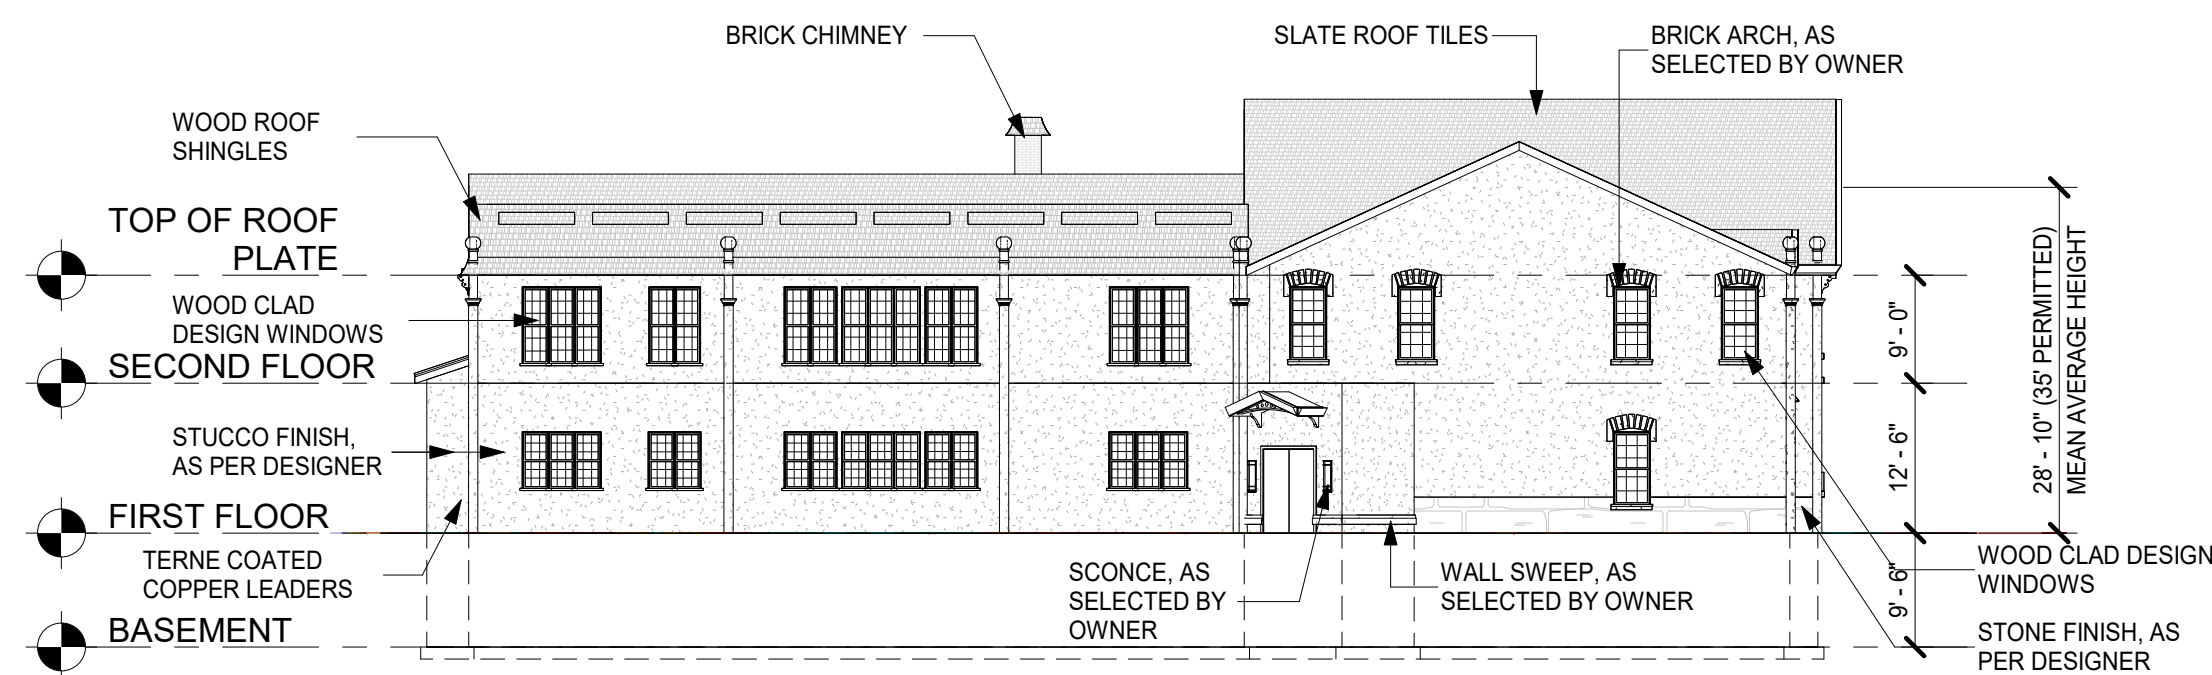 BRICK CHIMNEY
SLATE ROOF TILES
BRICK ARCH, AS
SELECTED BY OWNER
WOOD ROOF
SHINGLES
TOP OF ROOF
PLATE
WOOD CLAD
DESIGN WINDOWS
SECOND FLOOR
STUCCO FINISH,
AS PER DESIGNER
FIRST FLOOR
TERNE COATED
COPPER LEADERS
BASEMENT
SCONCE, AS
SELECTED BY
OWNER
WALL SWEEP, AS
SELECTED BY OWNER
9' - 0"
12' - 6"
9' - 6"
28' - 10" (35' PERMITTED)
MEAN AVERAGE HEIGHT
WOOD CLAD DESIGN
WINDOWS
STONE FINISH, AS
PER DESIGNER